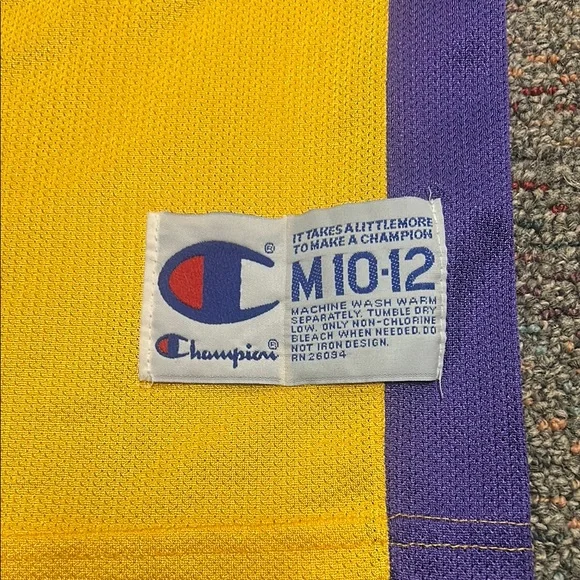 IT TAKES A LITTLE MORE
TO MAKE A CHAMPION
M 10-12
MACHINE WASH WARM
SEPARATELY. TUMBLE DRY
LOW. ONLY NON-CHLORINE
BLEACH WHEN NEEDED. DO
NOT IRON DESIGN.
RN 26094
®
Champion®